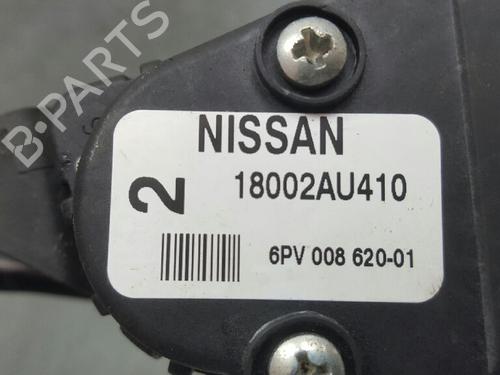 B-PARTS
NISSAN
2
18002AU410
6PV 008 620-01